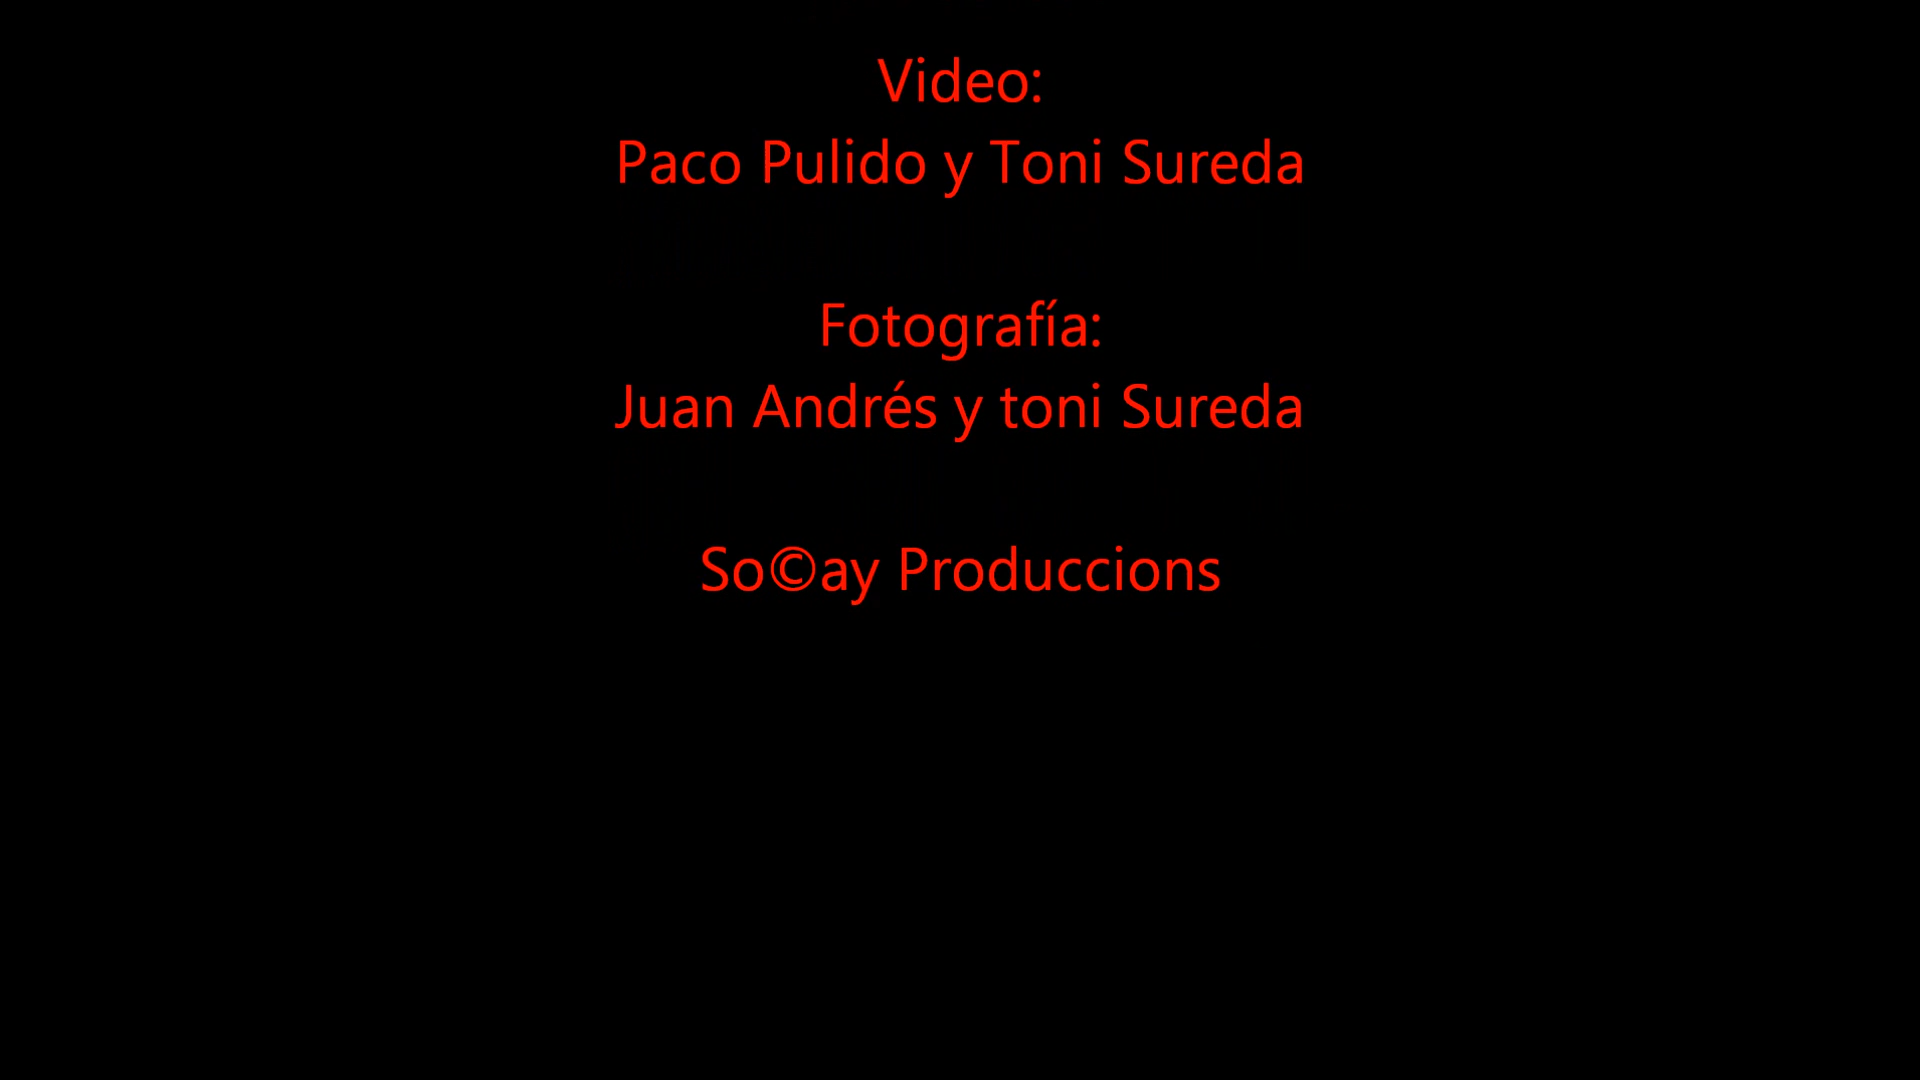 Video:
Paco Pulido y Toni Sureda
Fotografía:
Juan Andrés y toni Sureda
So©ay Produccions